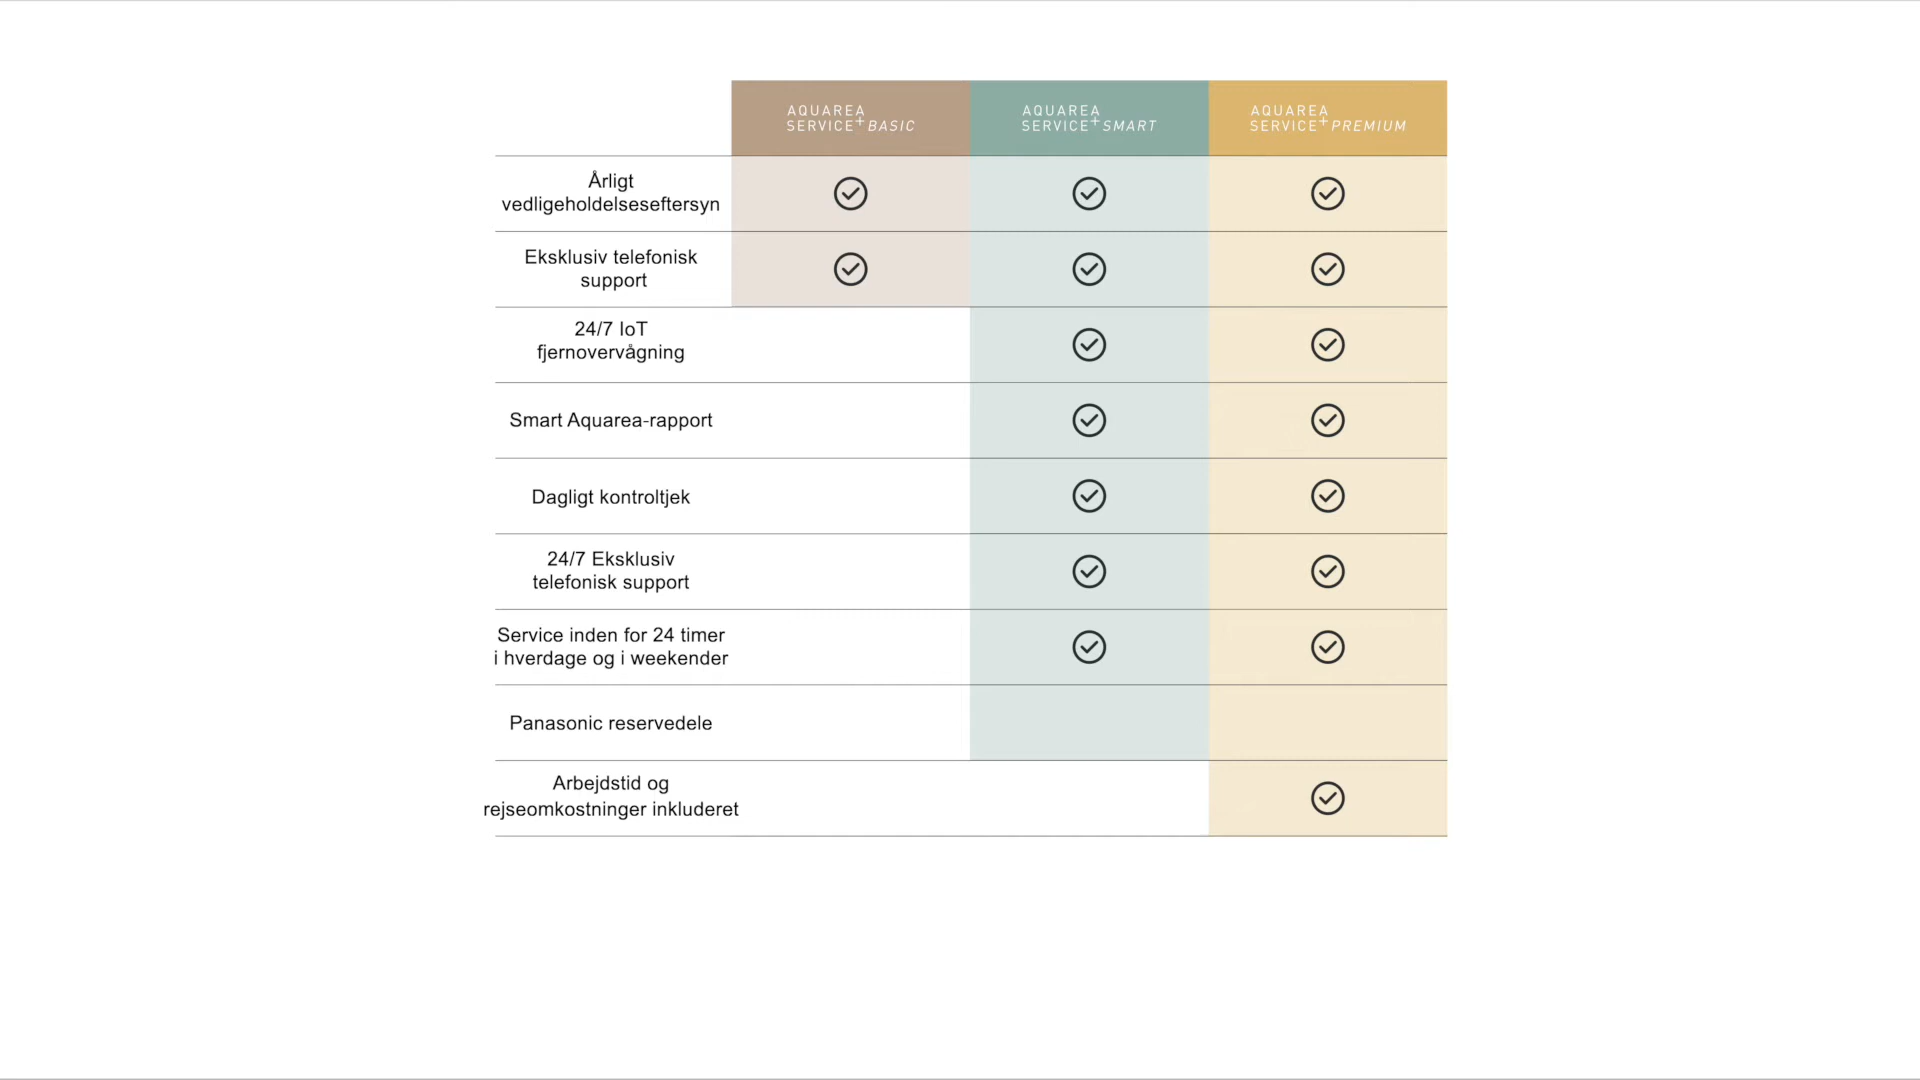 AQUAREA
SERVICE+ BASIC
AQUAREA
SERVICE+ SMART
AQUAREA
SERVICE+ PREMIUM
Årligt
vedligeholdelseseftersyn
Eksklusiv telefonisk
support
24/7 IoT
fjernovervågning
Smart Aquarea-rapport
Dagligt kontroltjek
24/7 Eksklusiv
telefonisk support
Service inden for 24 timer
i hverdage og i weekender
Panasonic reservedele
Arbejdstid og
rejseomkostninger inkluderet